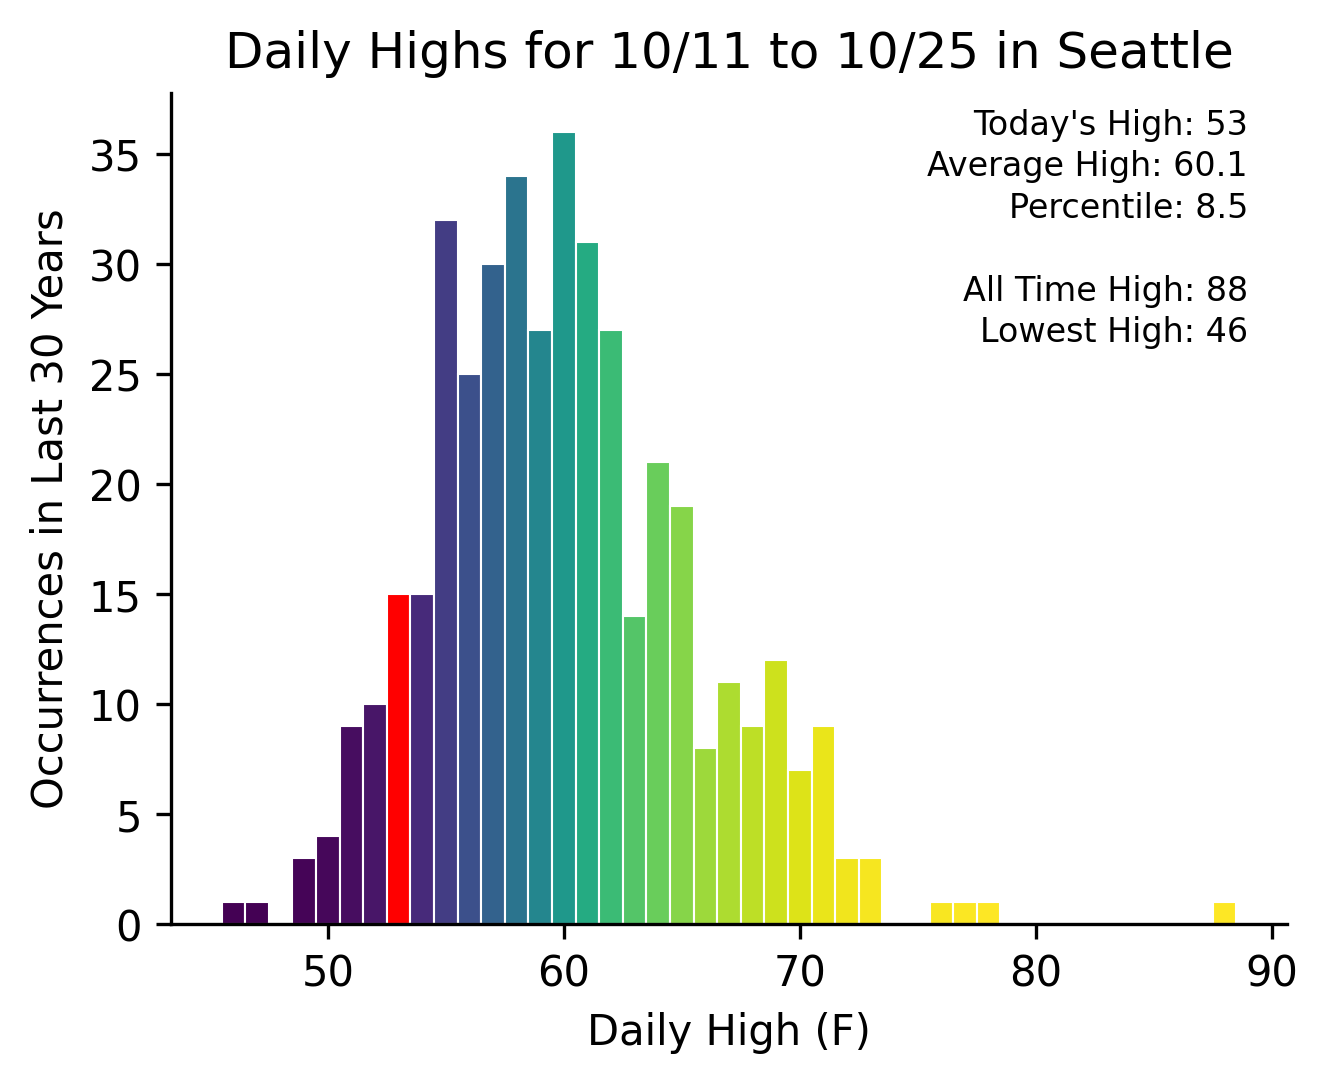 Daily Highs for 10/11 to 10/25 in Seattle
Today's High: 53
Average High: 60.1
Percentile: 8.5
All Time High: 88
Lowest High: 46
Occurrences in Last 30 Years
35
30
25
20
15
10
5
0
50 60 70 80 90
Daily High (F)